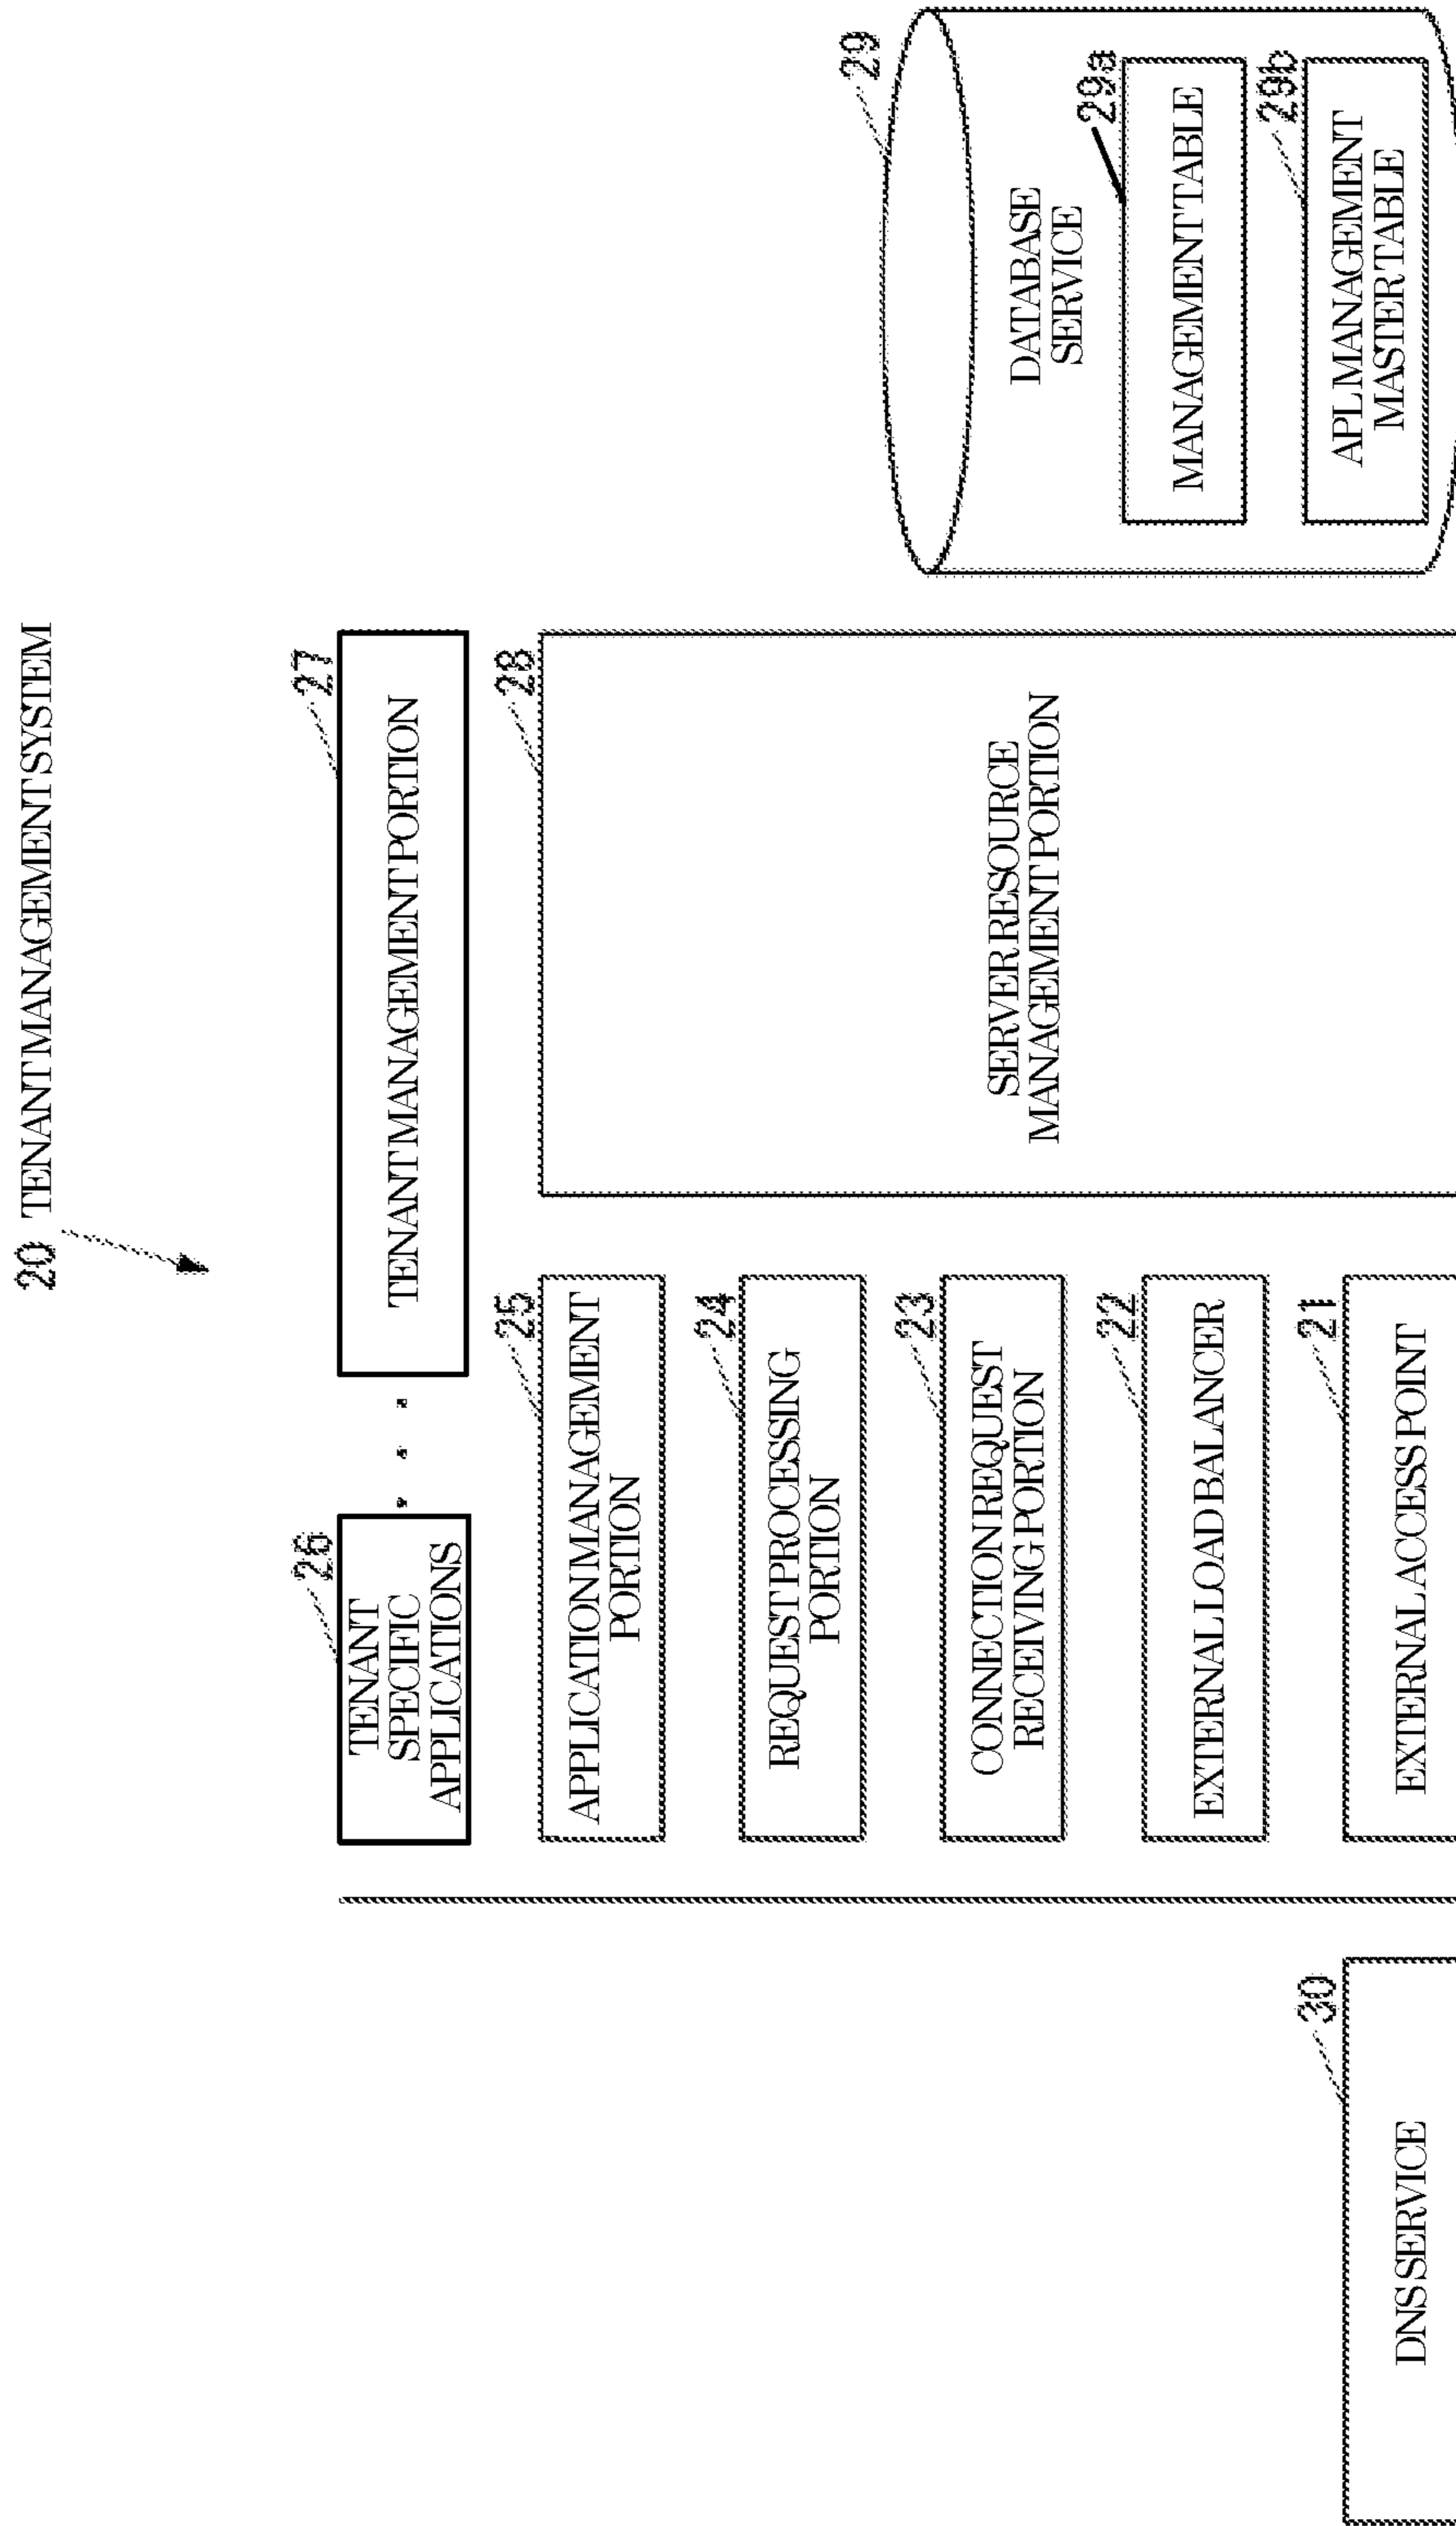 20 TENANT MANAGEMENT SYSTEM
26
TENANT
SPECIFIC
APPLICATIONS
27
TENANT MANAGEMENT PORTION
25
APPLICATION MANAGEMENT
PORTION
24
REQUEST PROCESSING
PORTION
23
CONNECTION REQUEST
RECEIVING PORTION
22
EXTERNAL LOAD BALANCER
21
EXTERNAL ACCESS POINT
28
SERVER RESOURCE
MANAGEMENT PORTION
29
DATABASE
SERVICE
29a
MANAGEMENT TABLE
29b
APL MANAGEMENT
MASTER TABLE
30
DNS SERVICE